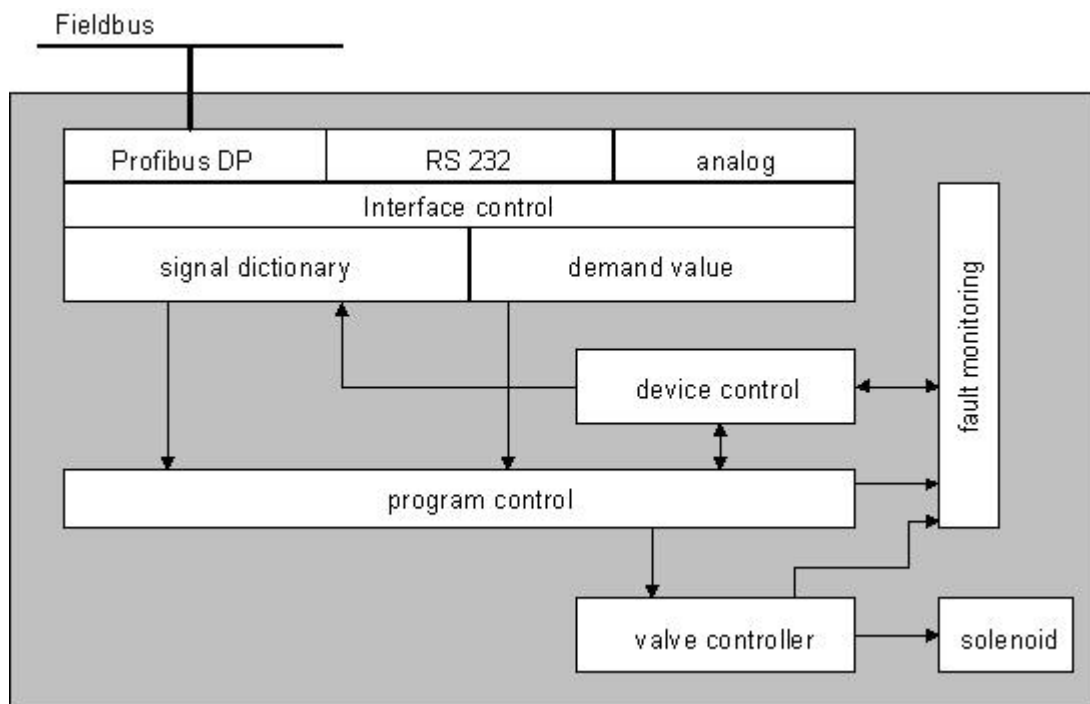 Fieldbus
Profibus DP
RS 232
analog
Interface control
signal dictionary
demand value
device control
fault monitoring
program control
valve controller
solenoid